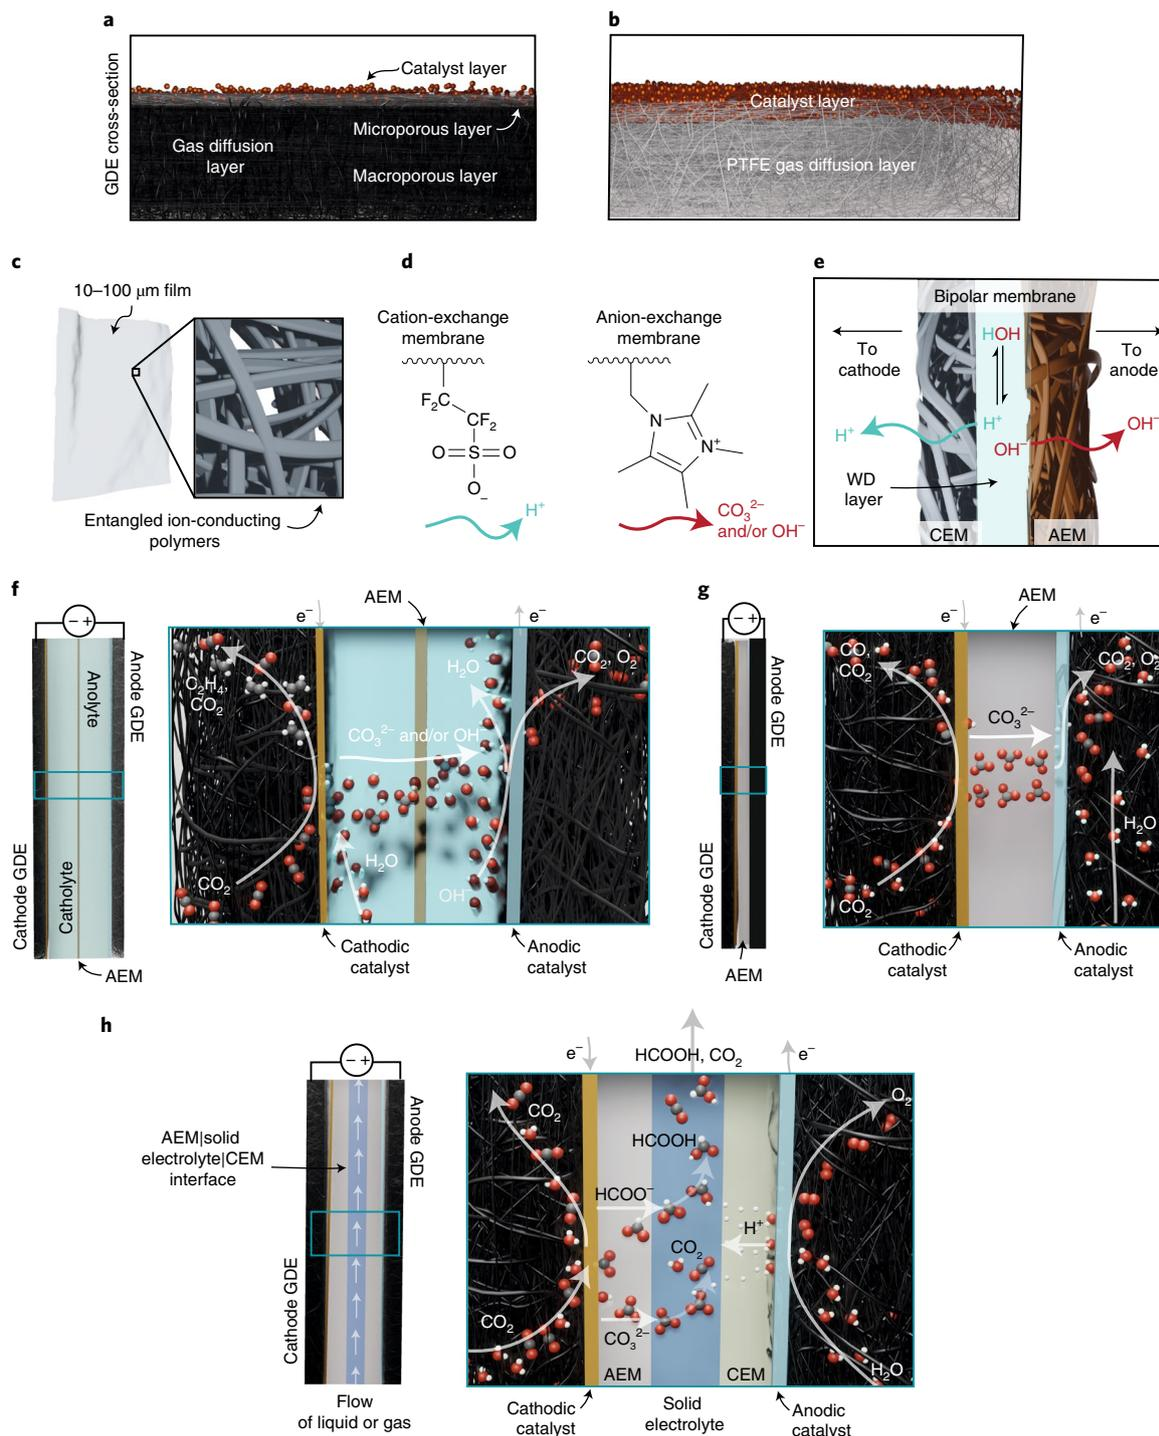 a
GDE cross-section
Catalyst layer
Microporous layer
Gas diffusion
layer
Macroporous layer
b
Catalyst layer
PTFE gas diffusion layer
c
10–100 μm film
Entangled ion-conducting
polymers
d
Cation-exchange
membrane
F₂C
CF₂
O=S=O
O⁻
H⁺
Anion-exchange
membrane
N
N⁺
CO₃²⁻
and/or OH⁻
e
Bipolar membrane
To
cathode
HOH
To
anode
H⁺
H⁺
OH⁻
OH⁻
WD
layer
CEM
AEM
f
− +
Anolyte
Catholyte
Anode GDE
Cathode GDE
AEM
e⁻
AEM
e⁻
C₂H₄,
CO₂
H₂O
CO₂, O₂
CO₃²⁻ and/or OH⁻
CO₂
H₂O
OH⁻
Cathodic
catalyst
Anodic
catalyst
g
− +
Anode GDE
Cathode GDE
AEM
e⁻
AEM
e⁻
CO,
CO₂
CO₂, O₂
CO₃²⁻
H₂O
CO₂
Cathodic
catalyst
Anodic
catalyst
h
− +
AEM|solid
electrolyte|CEM
interface
Anode GDE
Cathode GDE
Flow
of liquid or gas
e⁻
HCOOH, CO₂
e⁻
CO₂
O₂
HCOOH
HCOO⁻
H⁺
CO₂
CO₂
CO₃²⁻
H₂O
AEM
CEM
Cathodic
catalyst
Solid
electrolyte
Anodic
catalyst